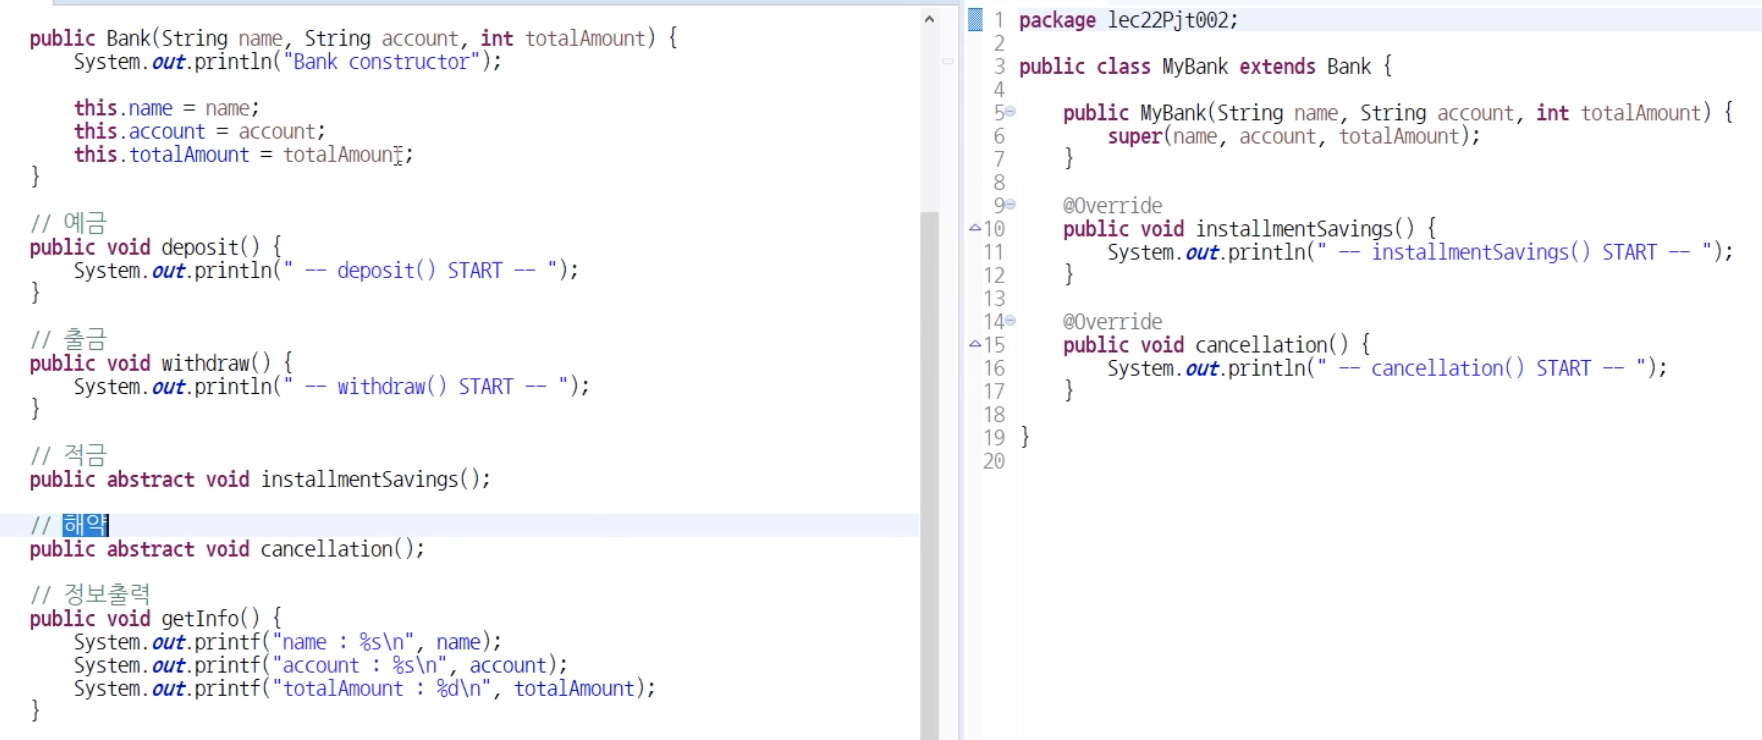 public Bank(String name, String account, int totalAmount) {
System.out.println("Bank constructor");
this.name = name;
this.account = account;
this.totalAmount = totalAmount;
}
// 예금
public void deposit() {
System.out.println(" -- deposit() START -- ");
}
// 출금
public void withdraw() {
System.out.println(" -- withdraw() START -- ");
}
// 적금
public abstract void installmentSavings();
// 해약
public abstract void cancellation();
// 정보출력
public void getInfo() {
System.out.printf("name : %s\n", name);
System.out.printf("account : %s\n", account);
System.out.printf("totalAmount : %d\n", totalAmount);
}
1 package lec22Pjt002;
2
3 public class MyBank extends Bank {
4
5 public MyBank(String name, String account, int totalAmount) {
6 super(name, account, totalAmount);
7 }
8
9 @Override
10 public void installmentSavings() {
11 System.out.println(" -- installmentSavings() START -- ");
12 }
13
14 @Override
15 public void cancellation() {
16 System.out.println(" -- cancellation() START -- ");
17 }
18
19 }
20